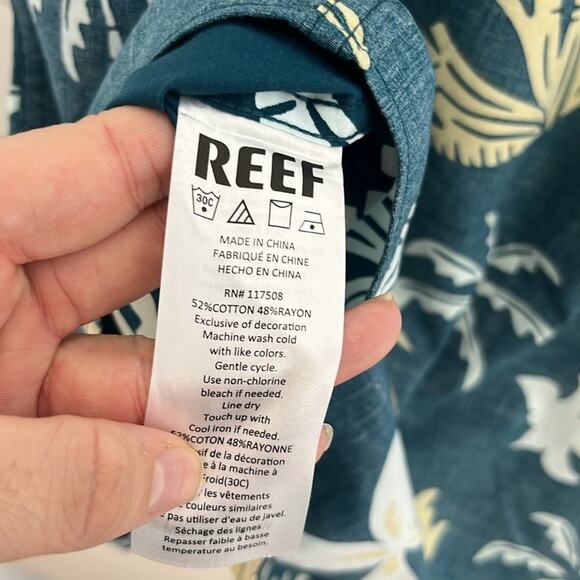 REEF
30C
MADE IN CHINA
FABRIQUÉ EN CHINE
HECHO EN CHINA
RN# 117508
52%COTTON 48%RAYON
Exclusive of decoration
Machine wash cold
with like colors.
Gentle cycle.
Use non-chlorine
bleach if needed.
Line dry
Touch up with
Cool iron if needed.
52%COTTON 48%RAYONNE
de la décoration
à la machine à
Froid(30C)
les vêtements
couleurs similaires
pas utiliser d'eau de javel.
Séchage des lignes
Repasser faible à basse
temperature au besoin.